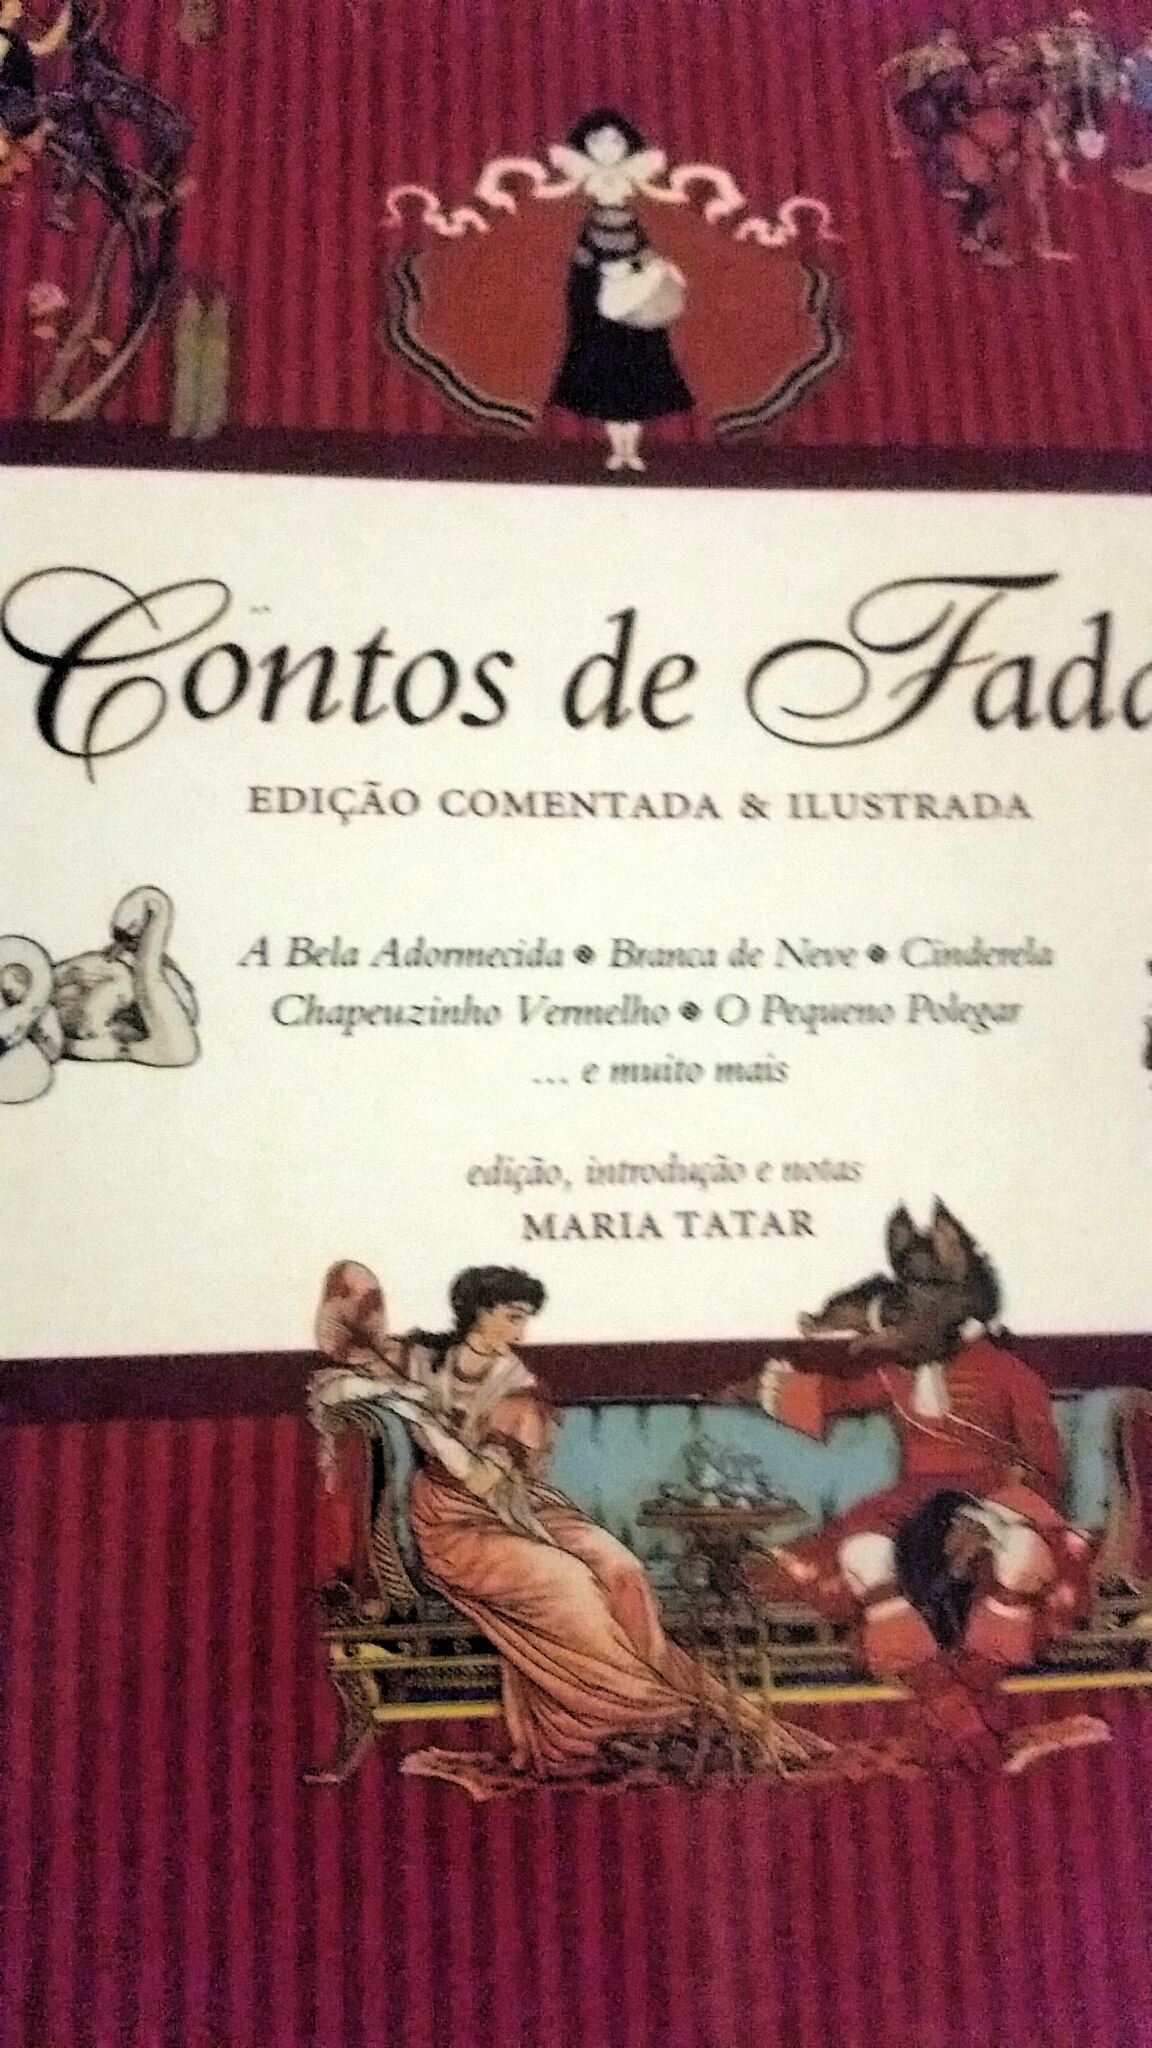 Contos de Fada
EDIÇÃO COMENTADA & ILUSTRADA
A Bela Adormecida • Branca de Neve • Cinderela
Chapeuzinho Vermelho • O Pequeno Polegar
... e muito mais
edição, introdução e notas
MARIA TATAR